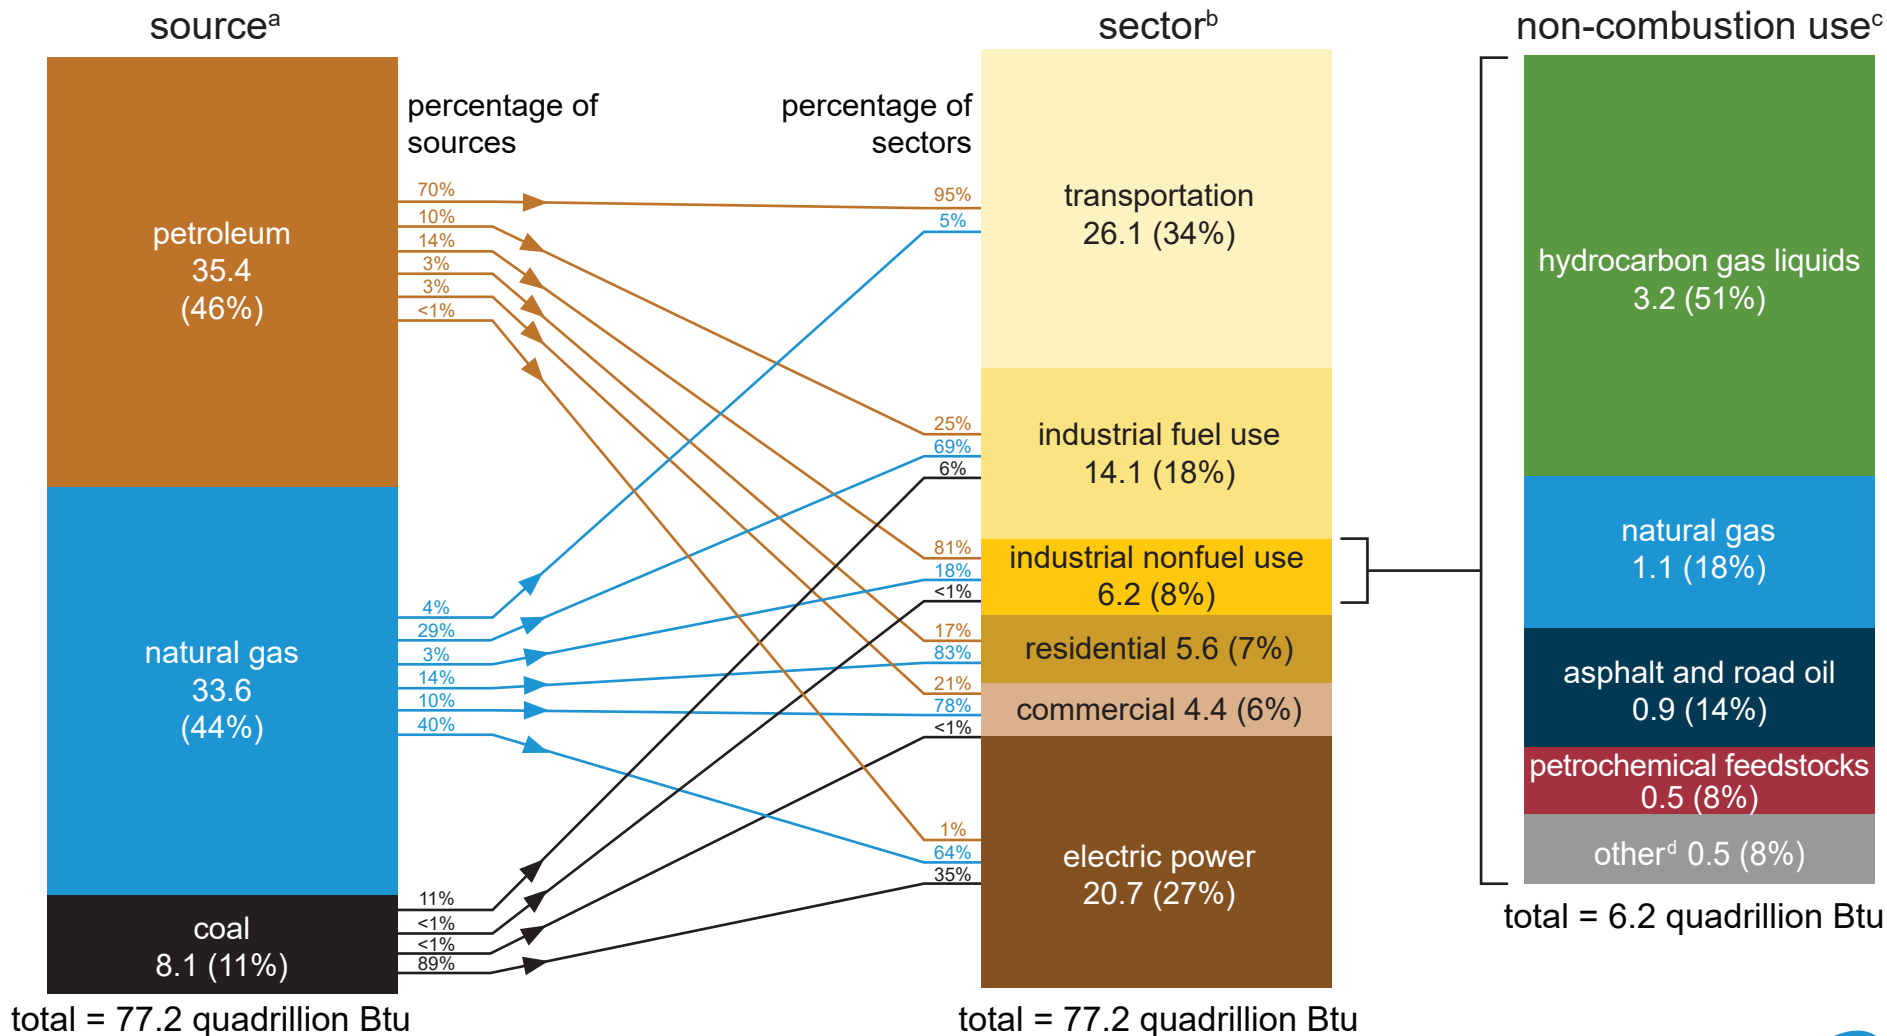 sourceᵃ
sectorᵇ
non-combustion useᶜ
percentage of
sources
percentage of
sectors
petroleum
35.4
(46%)
natural gas
33.6
(44%)
coal
8.1 (11%)
total = 77.2 quadrillion Btu
70%
10%
14%
3%
3%
<1%
4%
29%
3%
14%
10%
40%
11%
<1%
<1%
89%
95%
5%
25%
69%
6%
81%
18%
<1%
17%
83%
21%
78%
<1%
1%
64%
35%
transportation
26.1 (34%)
industrial fuel use
14.1 (18%)
industrial nonfuel use
6.2 (8%)
residential 5.6 (7%)
commercial 4.4 (6%)
electric power
20.7 (27%)
total = 77.2 quadrillion Btu
hydrocarbon gas liquids
3.2 (51%)
natural gas
1.1 (18%)
asphalt and road oil
0.9 (14%)
petrochemical feedstocks
0.5 (8%)
otherᵈ 0.5 (8%)
total = 6.2 quadrillion Btu